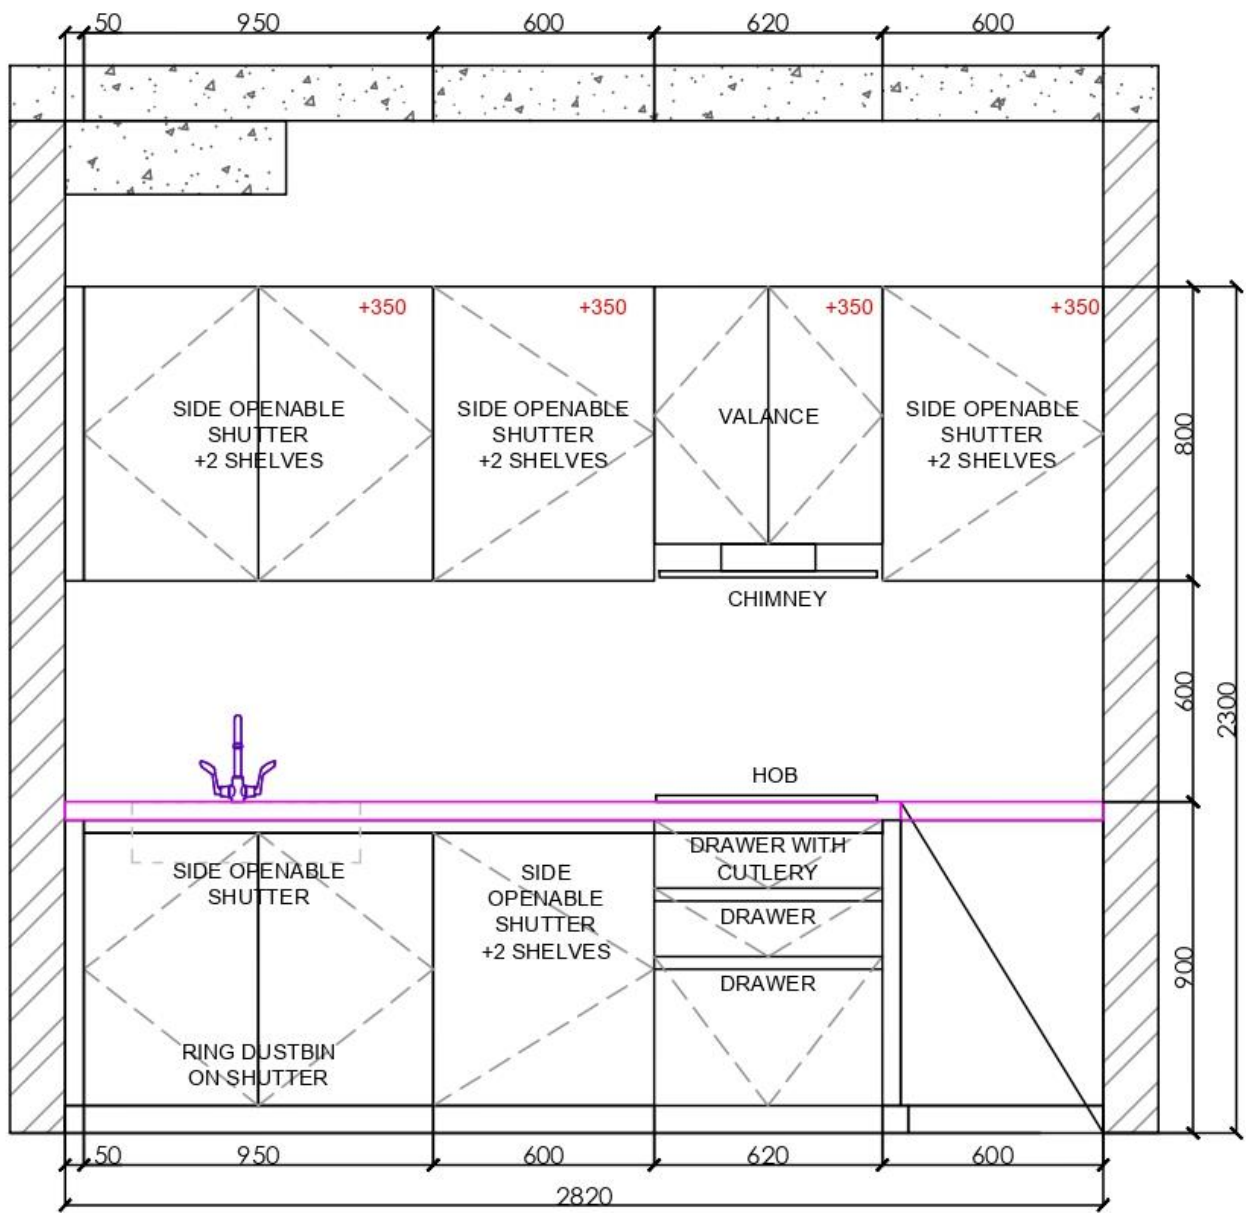 50 950 600 620 600
+350 +350 +350 +350
SIDE OPENABLE
SHUTTER
+2 SHELVES
SIDE OPENABLE
SHUTTER
+2 SHELVES
VALANCE
SIDE OPENABLE
SHUTTER
+2 SHELVES
800
CHIMNEY
600
2300
HOB
SIDE OPENABLE
SHUTTER
SIDE
OPENABLE
SHUTTER
+2 SHELVES
DRAWER WITH
CUTLERY
DRAWER
DRAWER
900
RING DUSTBIN
ON SHUTTER
50 950 600 620 600
2820